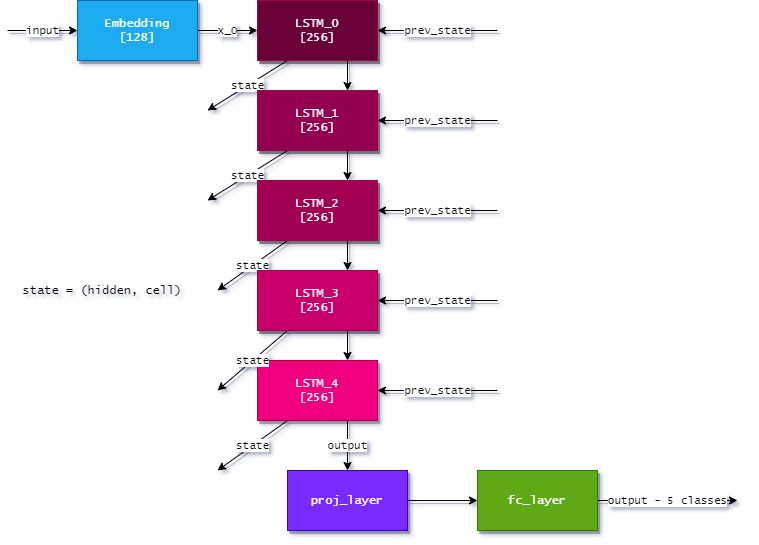 input
Embedding
[128]
x_0
LSTM_0
[256]
prev_state
state
LSTM_1
[256]
prev_state
state
LSTM_2
[256]
prev_state
state
state = (hidden, cell)
LSTM_3
[256]
prev_state
state
LSTM_4
[256]
prev_state
state
output
proj_layer
fc_layer
output - 5 classes